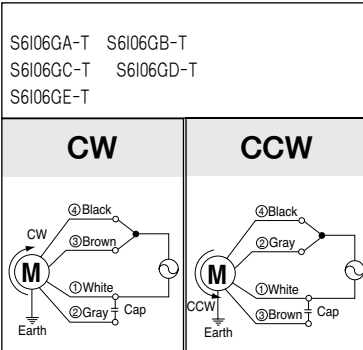 S6I06GA-T S6I06GB-T
S6I06GC-T S6I06GD-T
S6I06GE-T
CW
CCW
④Black
CW
③Brown
M
①White
②Gray
Cap
Earth
④Black
②Gray
M
①White
CCW
③Brown
Cap
Earth